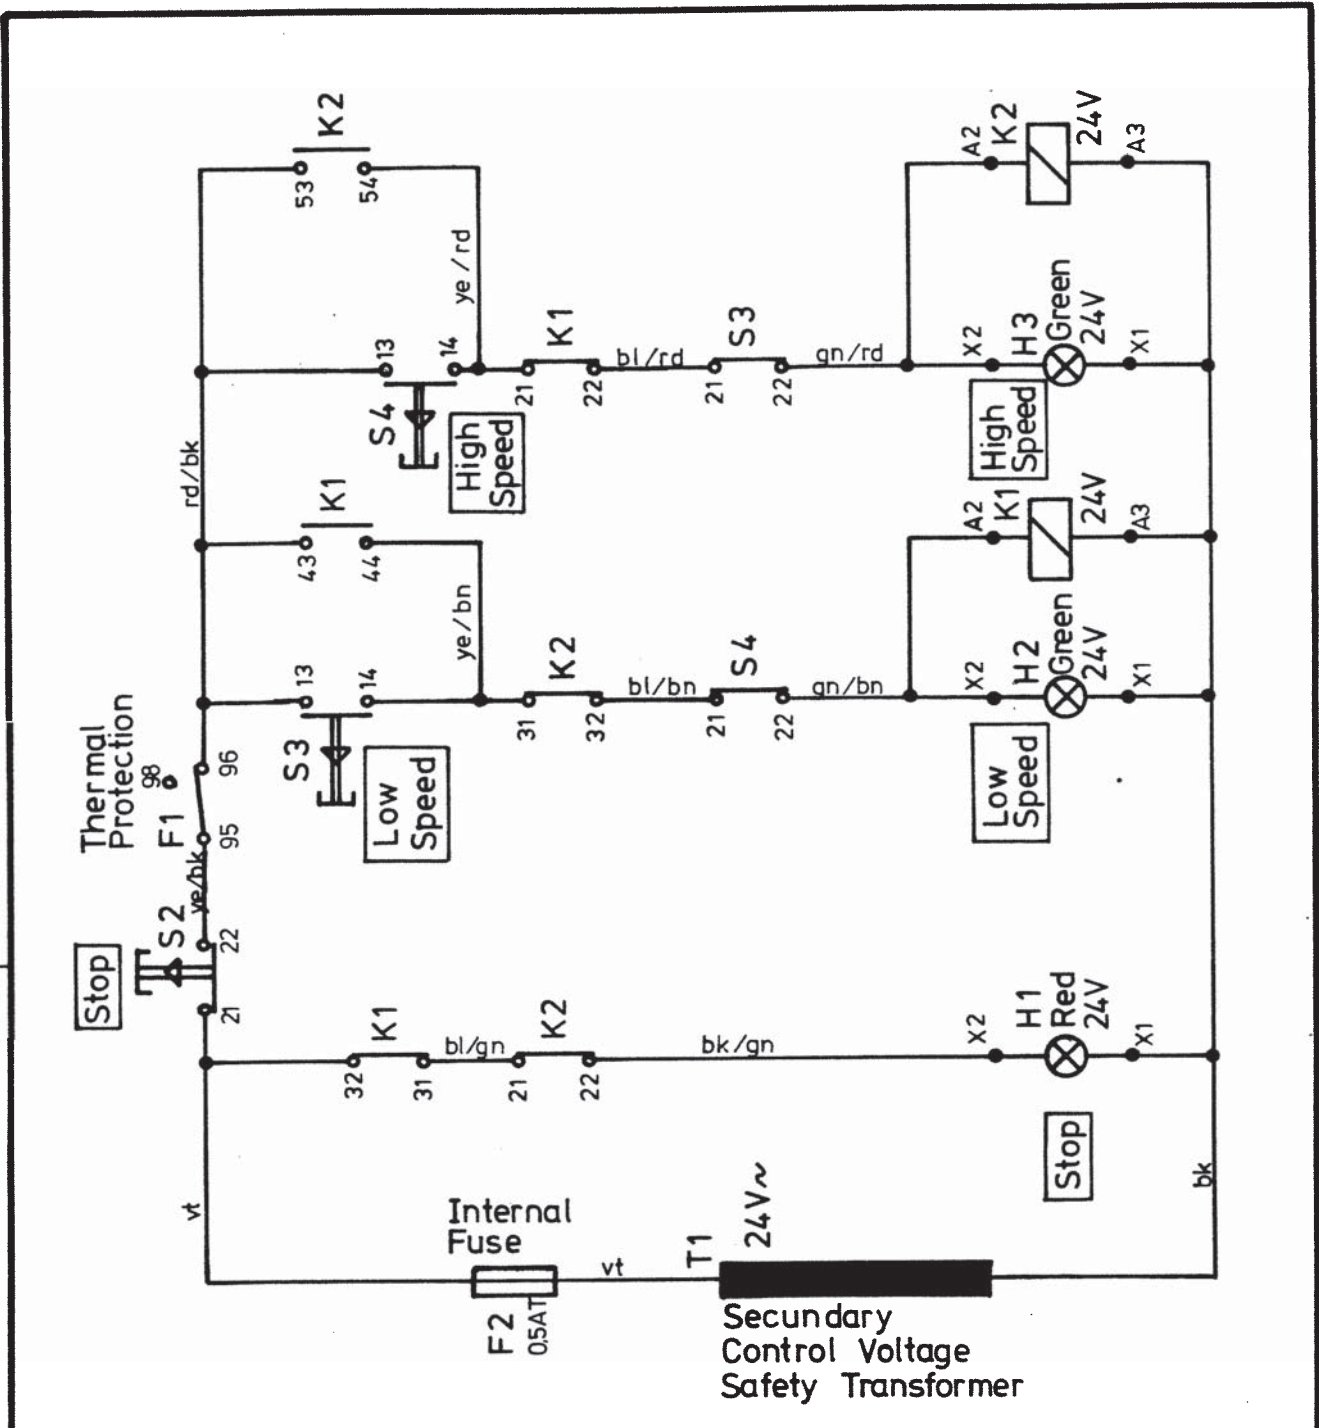 K2
53
54
ye/rd
13
14
S4
High
Speed
K1
21
22
bl/rd
S3
21
22
gn/rd
A2
K2
24V
A3
X2
H3
Green
24V
X1
High
Speed
rd/bk
K1
43
44
ye/bn
13
14
S3
Low
Speed
K2
31
32
bl/bn
S4
21
22
gn/bn
A2
K1
24V
A3
X2
H2
Green
24V
X1
Low
Speed
Thermal
Protection
98
F1
96
95
ye/bk
S2
22
21
Stop
K1
32
31
bl/gn
K2
21
22
bk/gn
X2
H1
Red
24V
X1
Stop
vt
Internal
Fuse
F2
0,5AT
vt
T1
24V~
bk
Secundary
Control Voltage
Safety Transformer